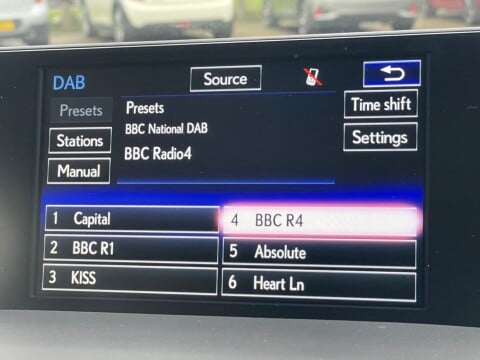 DAB
Source
Presets
Presets
Time shift
BBC National DAB
Stations
Settings
BBC Radio4
Manual
1 Capital
4 BBC R4
2 BBC R1
5 Absolute
3 KISS
6 Heart Ln